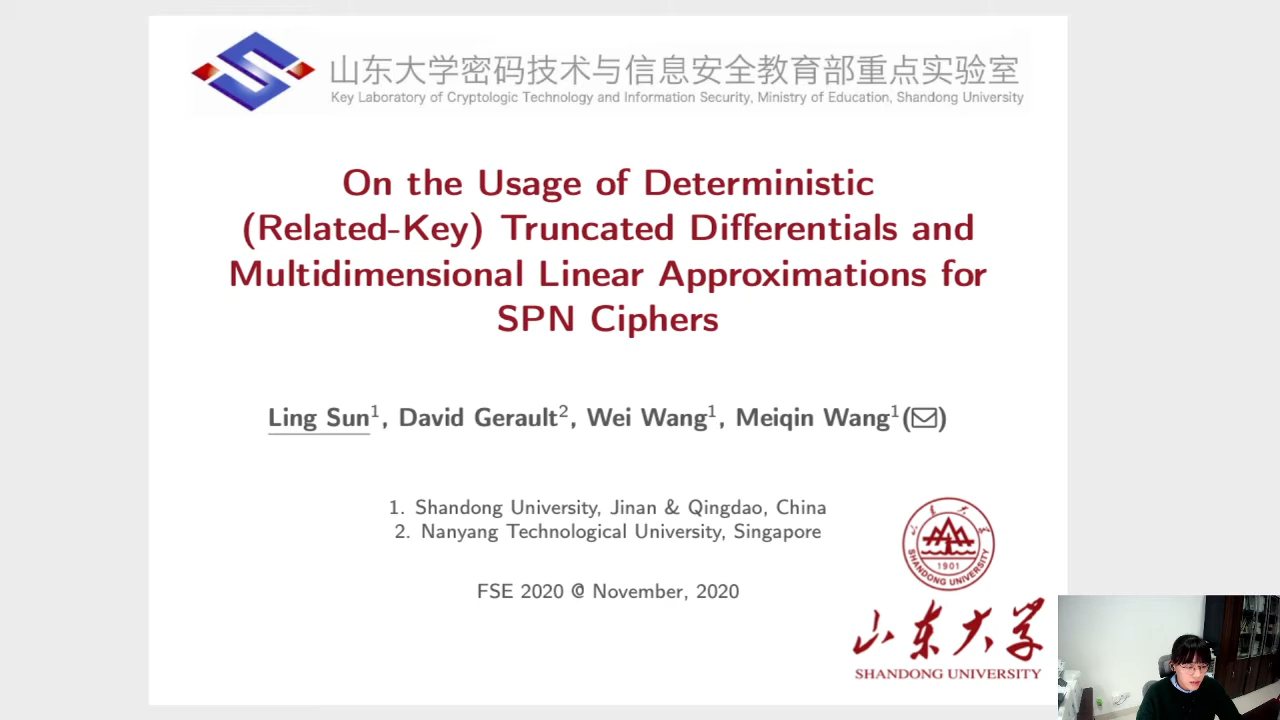 山东大学密码技术与信息安全教育部重点实验室
Key Laboratory of Cryptologic Technology and Information Security, Ministry of Education, Shandong University
On the Usage of Deterministic
(Related-Key) Truncated Differentials and
Multidimensional Linear Approximations for
SPN Ciphers
Ling Sun1, David Gerault2, Wei Wang1, Meiqin Wang1(✉)
1. Shandong University, Jinan & Qingdao, China
2. Nanyang Technological University, Singapore
FSE 2020 @ November, 2020
山东大学
1901
SHANDONG UNIVERSITY
山东大学
SHANDONG UNIVERSITY